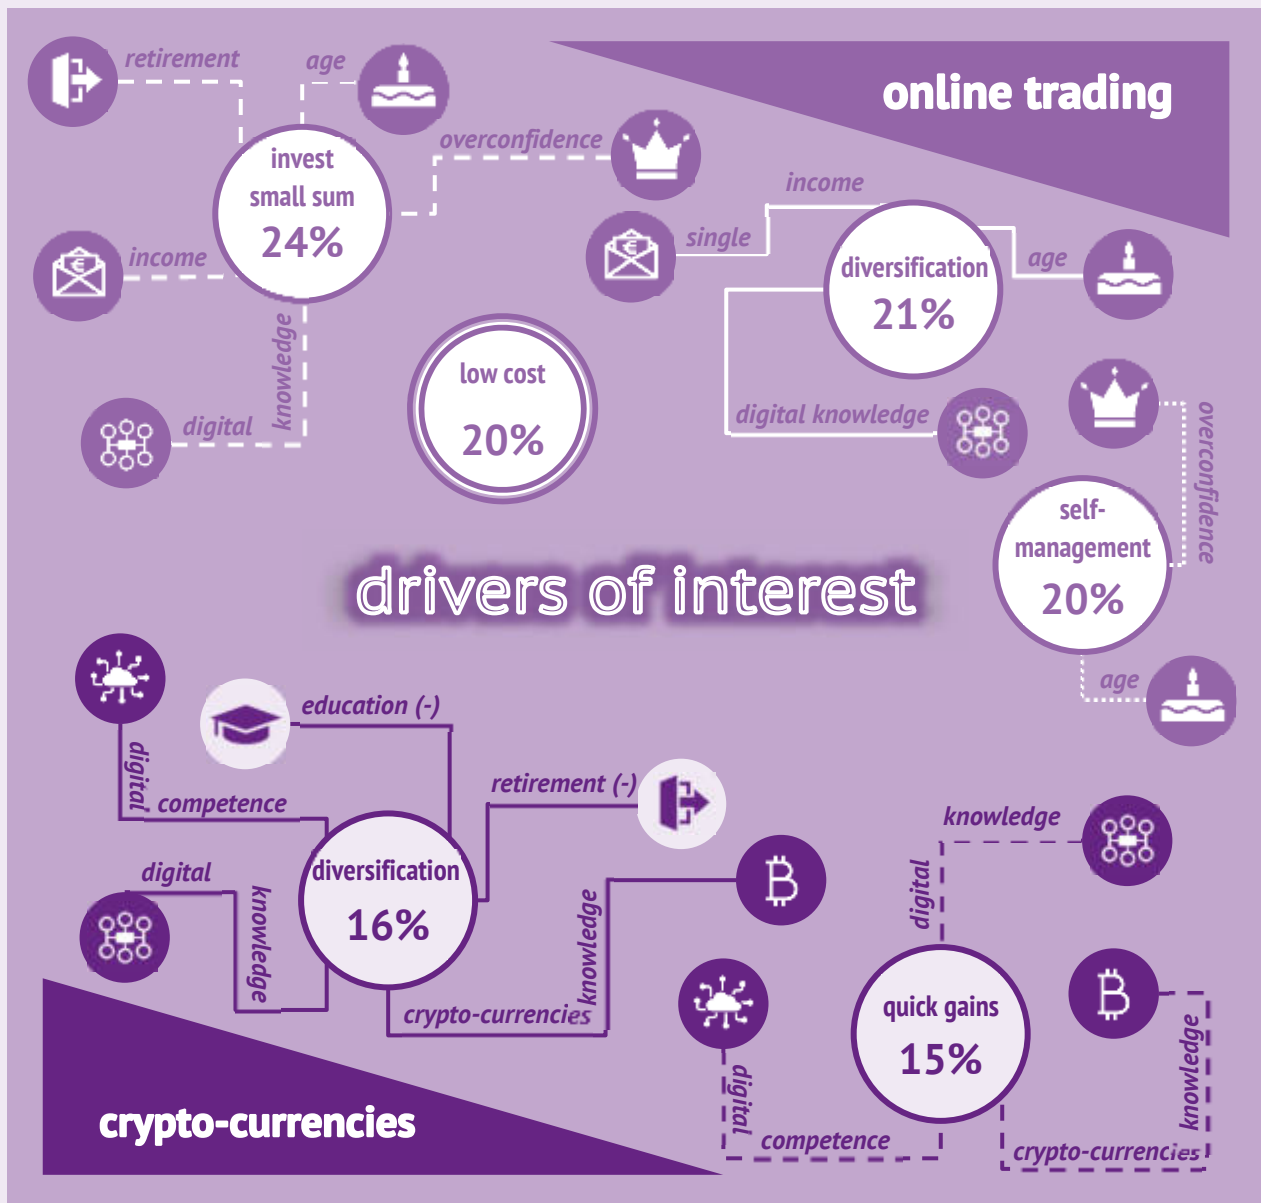 retirement
age
online trading
overconfidence
invest
small sum
24%
income
single
income
diversification
21%
age
knowledge
digital
low cost
20%
digital knowledge
overconfidence
self-
management
20%
age
drivers of interest
digital
competence
education (-)
retirement (-)
digital
knowledge
diversification
16%
knowledge
crypto-currencies
knowledge
digital
quick gains
15%
digital
competence
knowledge
crypto-currencies
crypto-currencies